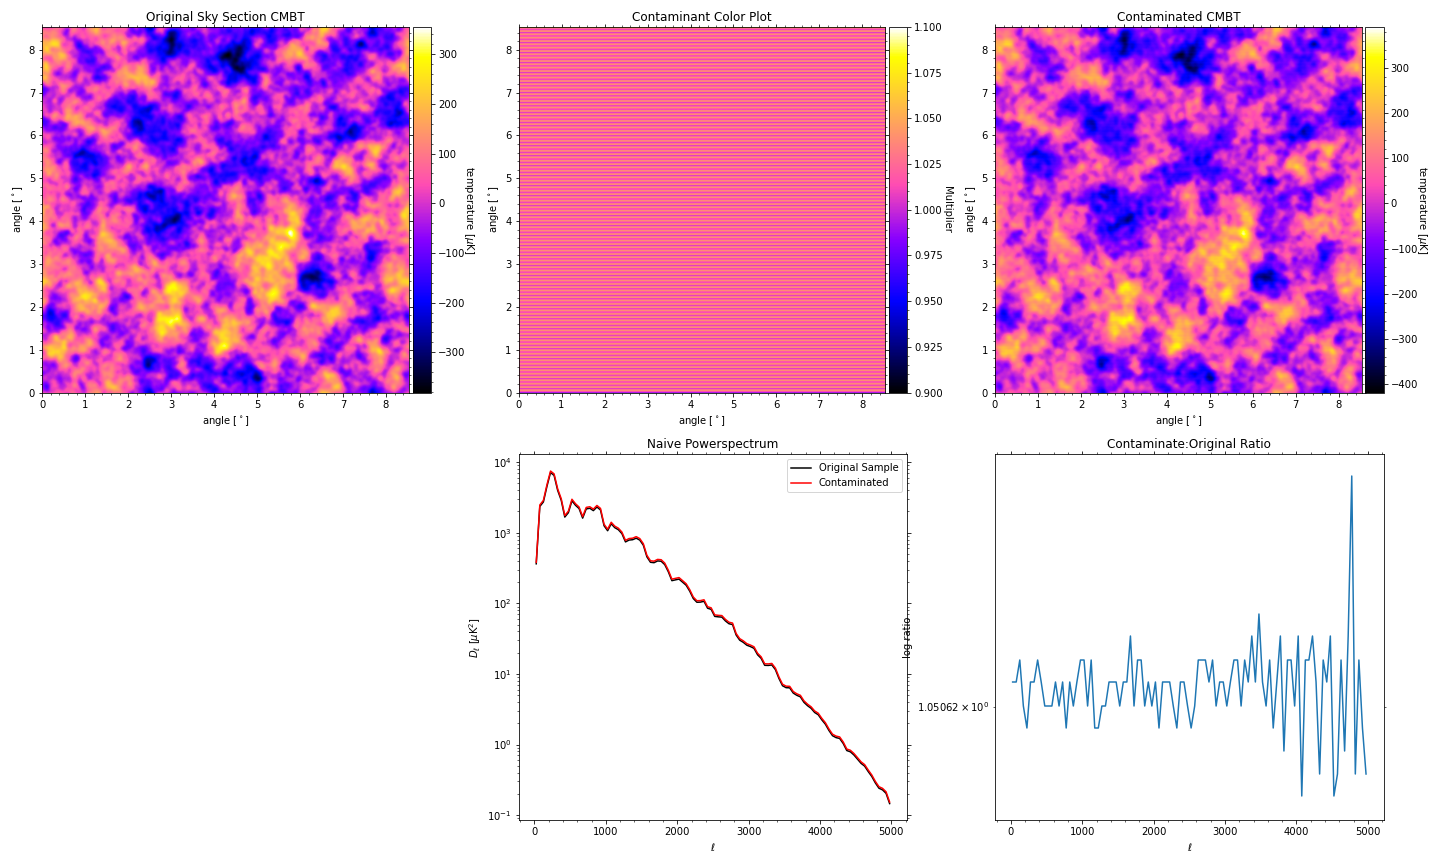 Original Sky Section CMBT
8
7
6
5
4
3
2
1
0
0 1 2 3 4 5 6 7 8
angle [°]
angle [°]
300
200
100
0
−100
−200
−300
temperature [μK]
Contaminant Color Plot
8
7
6
5
4
3
2
1
0
0 1 2 3 4 5 6 7 8
angle [°]
angle [°]
1.100
1.075
1.050
1.025
1.000
0.975
0.950
0.925
0.900
Multiplier
Contaminated CMBT
8
7
6
5
4
3
2
1
0
0 1 2 3 4 5 6 7 8
angle [°]
angle [°]
300
200
100
0
−100
−200
−300
−400
temperature [μK]
Naive Powerspectrum
Original Sample
Contaminated
10⁴
10³
10²
10¹
10⁰
10⁻¹
0 1000 2000 3000 4000 5000
ℓ
Dℓ [μK²]
Contaminate:Original Ratio
log ratio
1.05062 × 10⁰
0 1000 2000 3000 4000 5000
ℓ